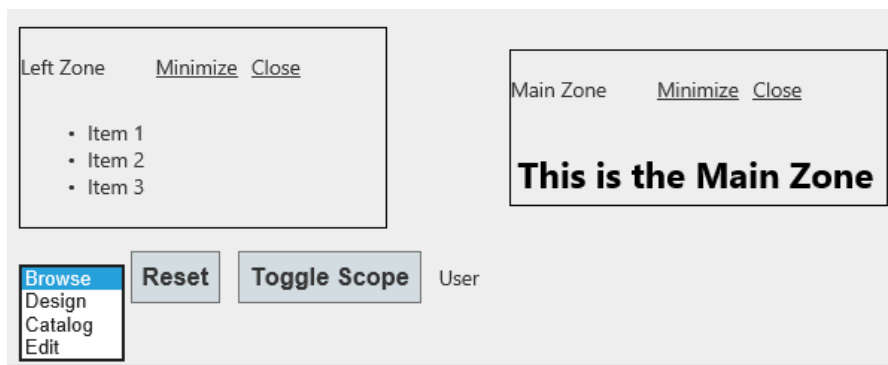 Left Zone Minimize Close
• Item 1
• Item 2
• Item 3
Main Zone Minimize Close
This is the Main Zone
Browse
Design
Catalog
Edit
Reset
Toggle Scope
User